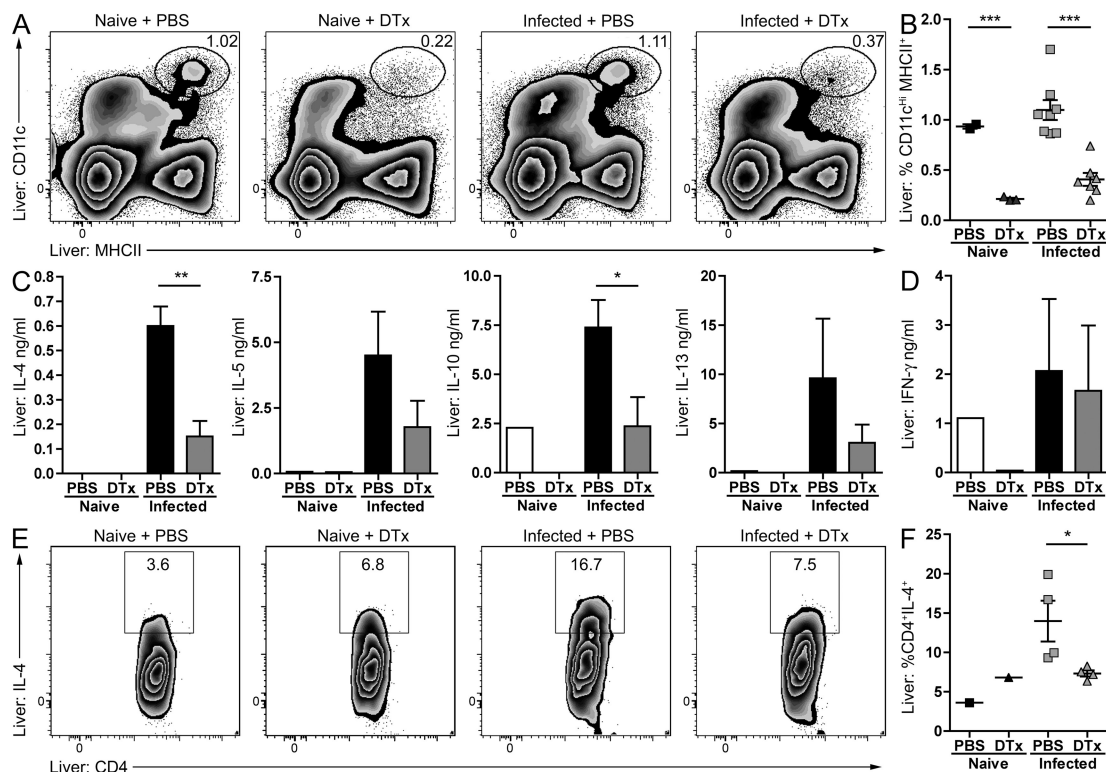 A
Naive + PBS
Naive + DTx
Infected + PBS
Infected + DTx
1.02
0.22
1.11
0.37
Liver: CD11c
0
0
0
0
0
Liver: MHCII
B
***
***
Liver: % CD11cHi MHCII+
2.0
1.5
1.0
0.5
0.0
PBS DTx PBS DTx
Naive Infected
C
Liver: IL-4 ng/ml
0.8
0.7
0.6
0.5
0.4
0.3
0.2
0.1
0.0
**
PBS DTx PBS DTx
Naive Infected
Liver: IL-5 ng/ml
7.5
5.0
2.5
0.0
PBS DTx PBS DTx
Naive Infected
Liver: IL-10 ng/ml
10.0
7.5
5.0
2.5
0.0
*
PBS DTx PBS DTx
Naive Infected
Liver: IL-13 ng/ml
20
15
10
5
0
PBS DTx PBS DTx
Naive Infected
D
Liver: IFN-γ ng/ml
4
3
2
1
0
PBS DTx PBS DTx
Naive Infected
E
Naive + PBS
Naive + DTx
Infected + PBS
Infected + DTx
3.6
6.8
16.7
7.5
Liver: IL-4
0
0
0
0
0
Liver: CD4
F
*
Liver: %CD4+IL-4+
25
20
15
10
5
0
PBS DTx PBS DTx
Naive Infected